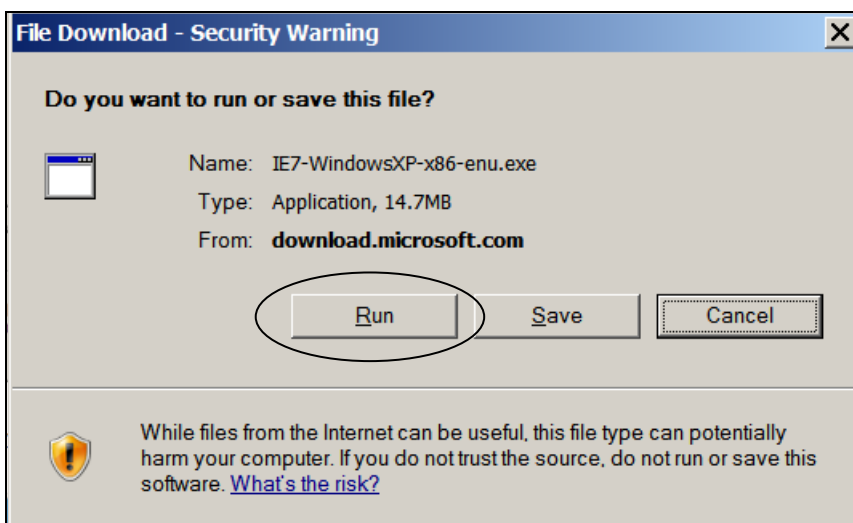 File Download - Security Warning
Do you want to run or save this file?
Name: IE7-WindowsXP-x86-enu.exe
Type: Application, 14.7MB
From: download.microsoft.com
Run Save Cancel
While files from the Internet can be useful, this file type can potentially
harm your computer. If you do not trust the source, do not run or save this
software. What's the risk?